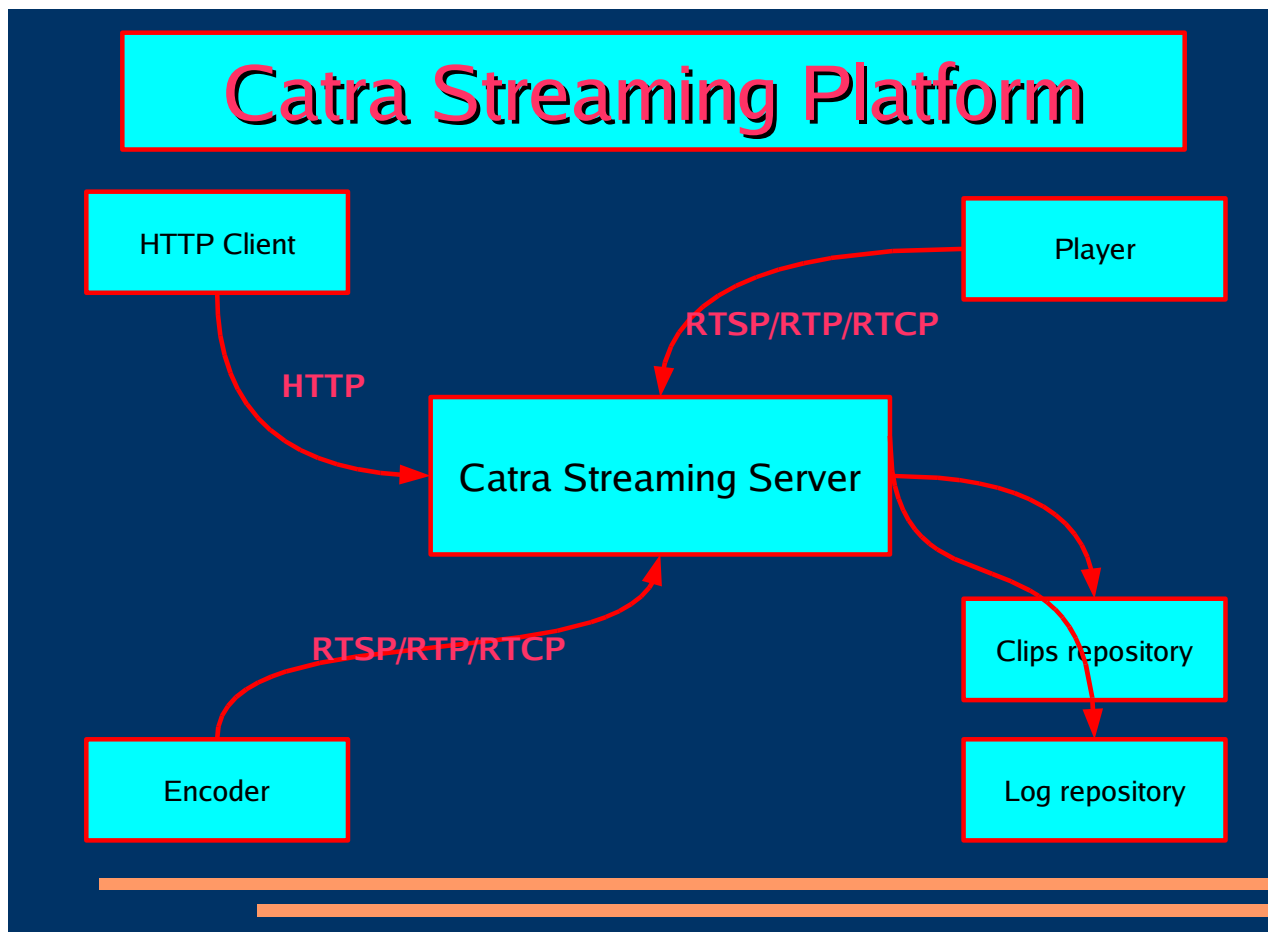 Catra Streaming Platform
HTTP Client
Player
RTSP/RTP/RTCP
HTTP
Catra Streaming Server
RTSP/RTP/RTCP
Clips repository
Encoder
Log repository